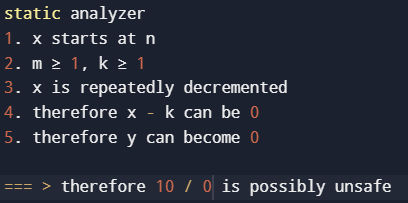 static analyzer
1. x starts at n
2. m ≥ 1, k ≥ 1
3. x is repeatedly decremented
4. therefore x - k can be 0
5. therefore y can become 0
=== > therefore 10 / 0 is possibly unsafe